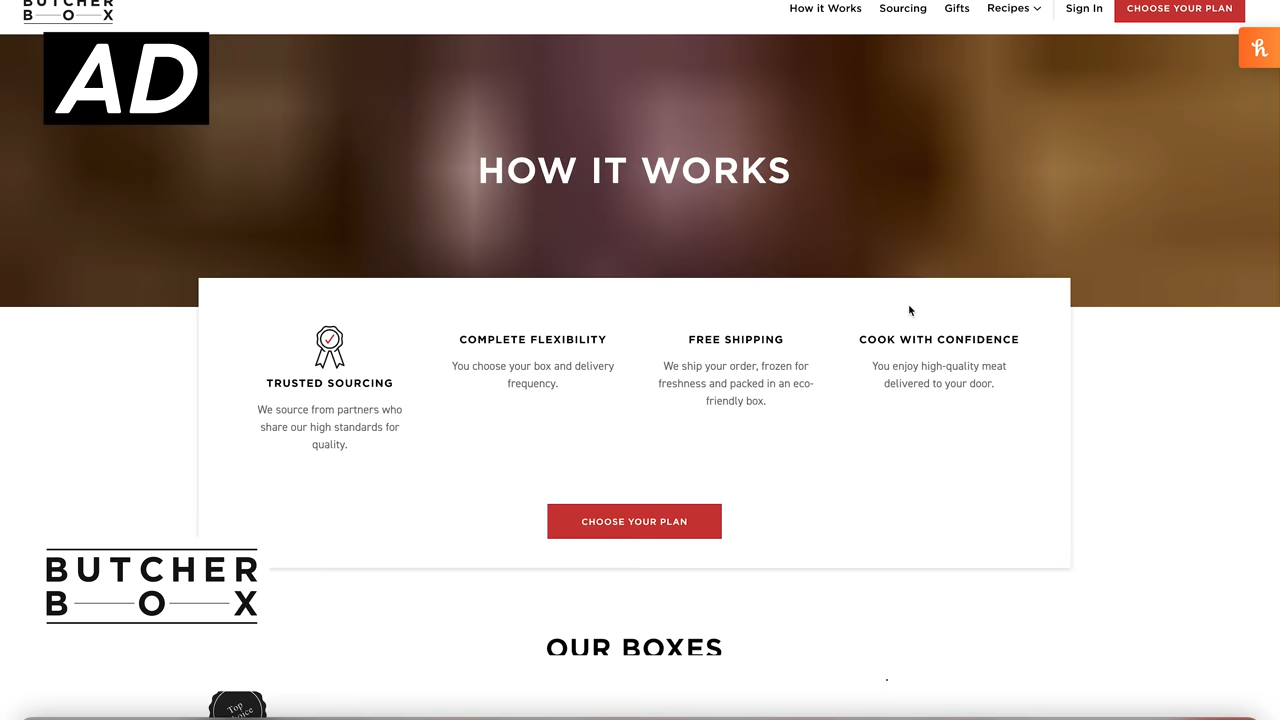 BUTCHER
B O X
How it Works
Sourcing
Gifts
Recipes
Sign In
CHOOSE YOUR PLAN
AD
HOW IT WORKS
TRUSTED SOURCING
We source from partners who
share our high standards for
quality.
COMPLETE FLEXIBILITY
You choose your box and delivery
frequency.
FREE SHIPPING
We ship your order, frozen for
freshness and packed in an eco-
friendly box.
COOK WITH CONFIDENCE
You enjoy high-quality meat
delivered to your door.
CHOOSE YOUR PLAN
BUTCHER
B O X
OUR BOXES
Top